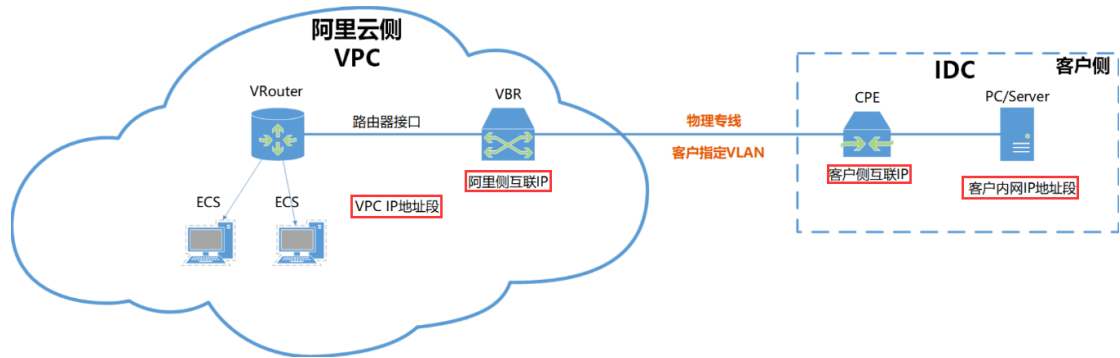 阿里云侧
VPC
VRouter
路由器接口
VBR
阿里侧互联IP
ECS
ECS
VPC IP地址段
物理专线
客户指定VLAN
IDC
客户侧
CPE
客户侧互联IP
PC/Server
客户内网IP地址段